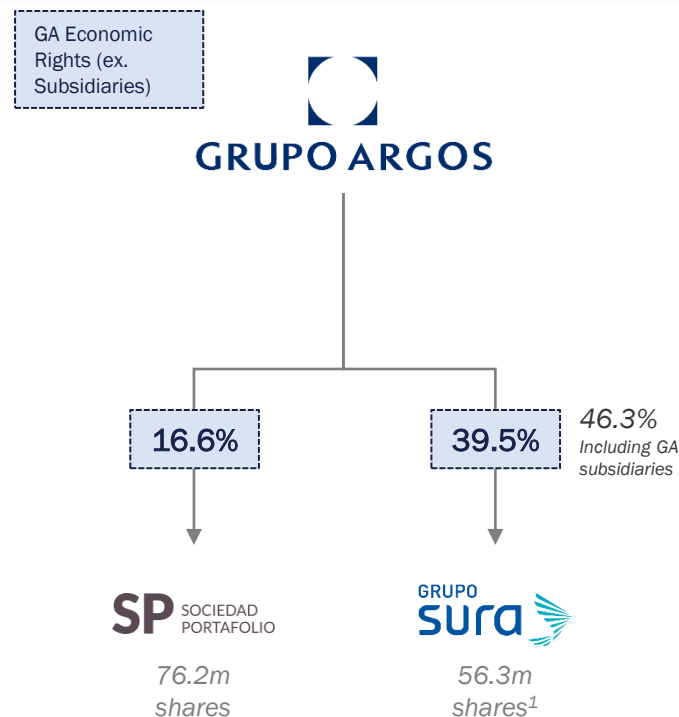 GA Economic
Rights (ex.
Subsidiaries)
GRUPO ARGOS
16.6%
39.5%
46.3%
Including GA
subsidiaries
SP SOCIEDAD
PORTAFOLIO
GRUPO
sura
76.2m
shares
56.3m
shares¹